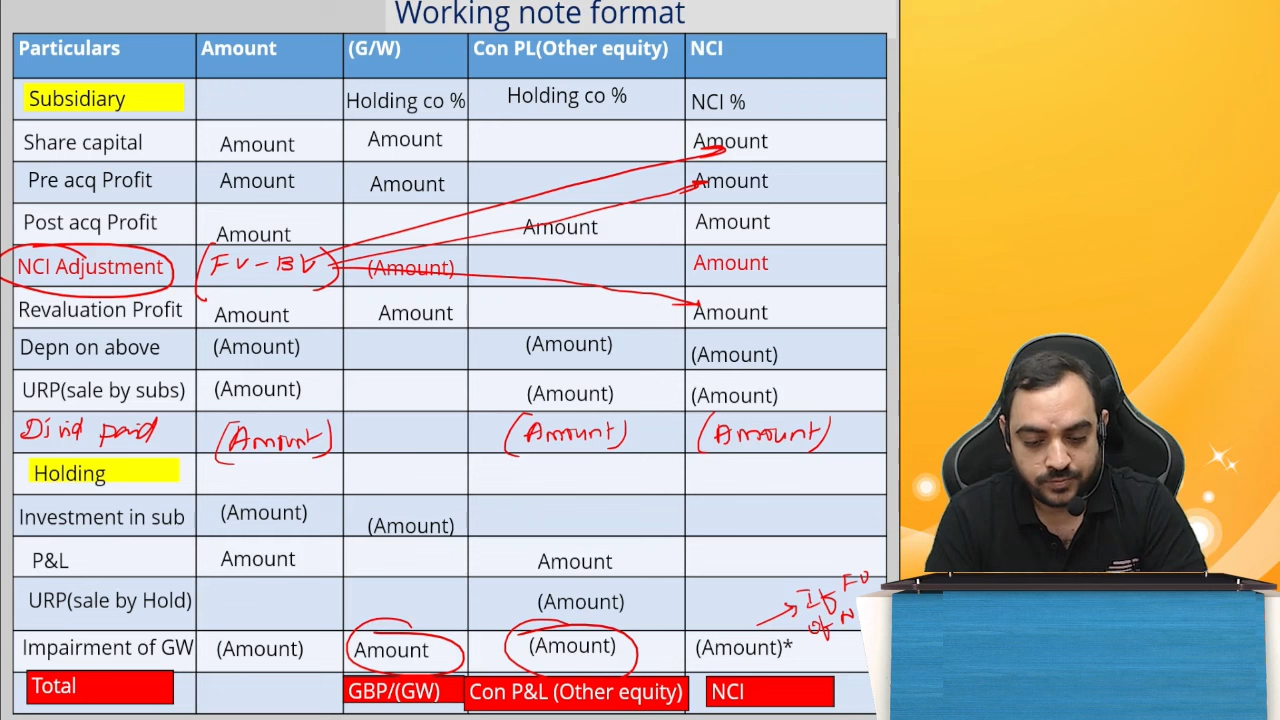 Working note format
Particulars Amount (G/W) Con PL(Other equity) NCI
Subsidiary Holding co % Holding co % NCI %
Share capital Amount Amount Amount
Pre acq Profit Amount Amount Amount
Post acq Profit Amount Amount Amount
NCI Adjustment (FV - BV) (Amount) Amount
Revaluation Profit Amount Amount Amount
Depn on above (Amount) (Amount) (Amount)
URP(sale by subs) (Amount) (Amount) (Amount)
Divid paid (Amount) (Amount) (Amount)
Holding
Investment in sub (Amount) (Amount)
P&L Amount Amount
URP(sale by Hold) (Amount)
If FV
of N
Impairment of GW (Amount) Amount (Amount) (Amount)*
Total GBP/(GW) Con P&L (Other equity) NCI